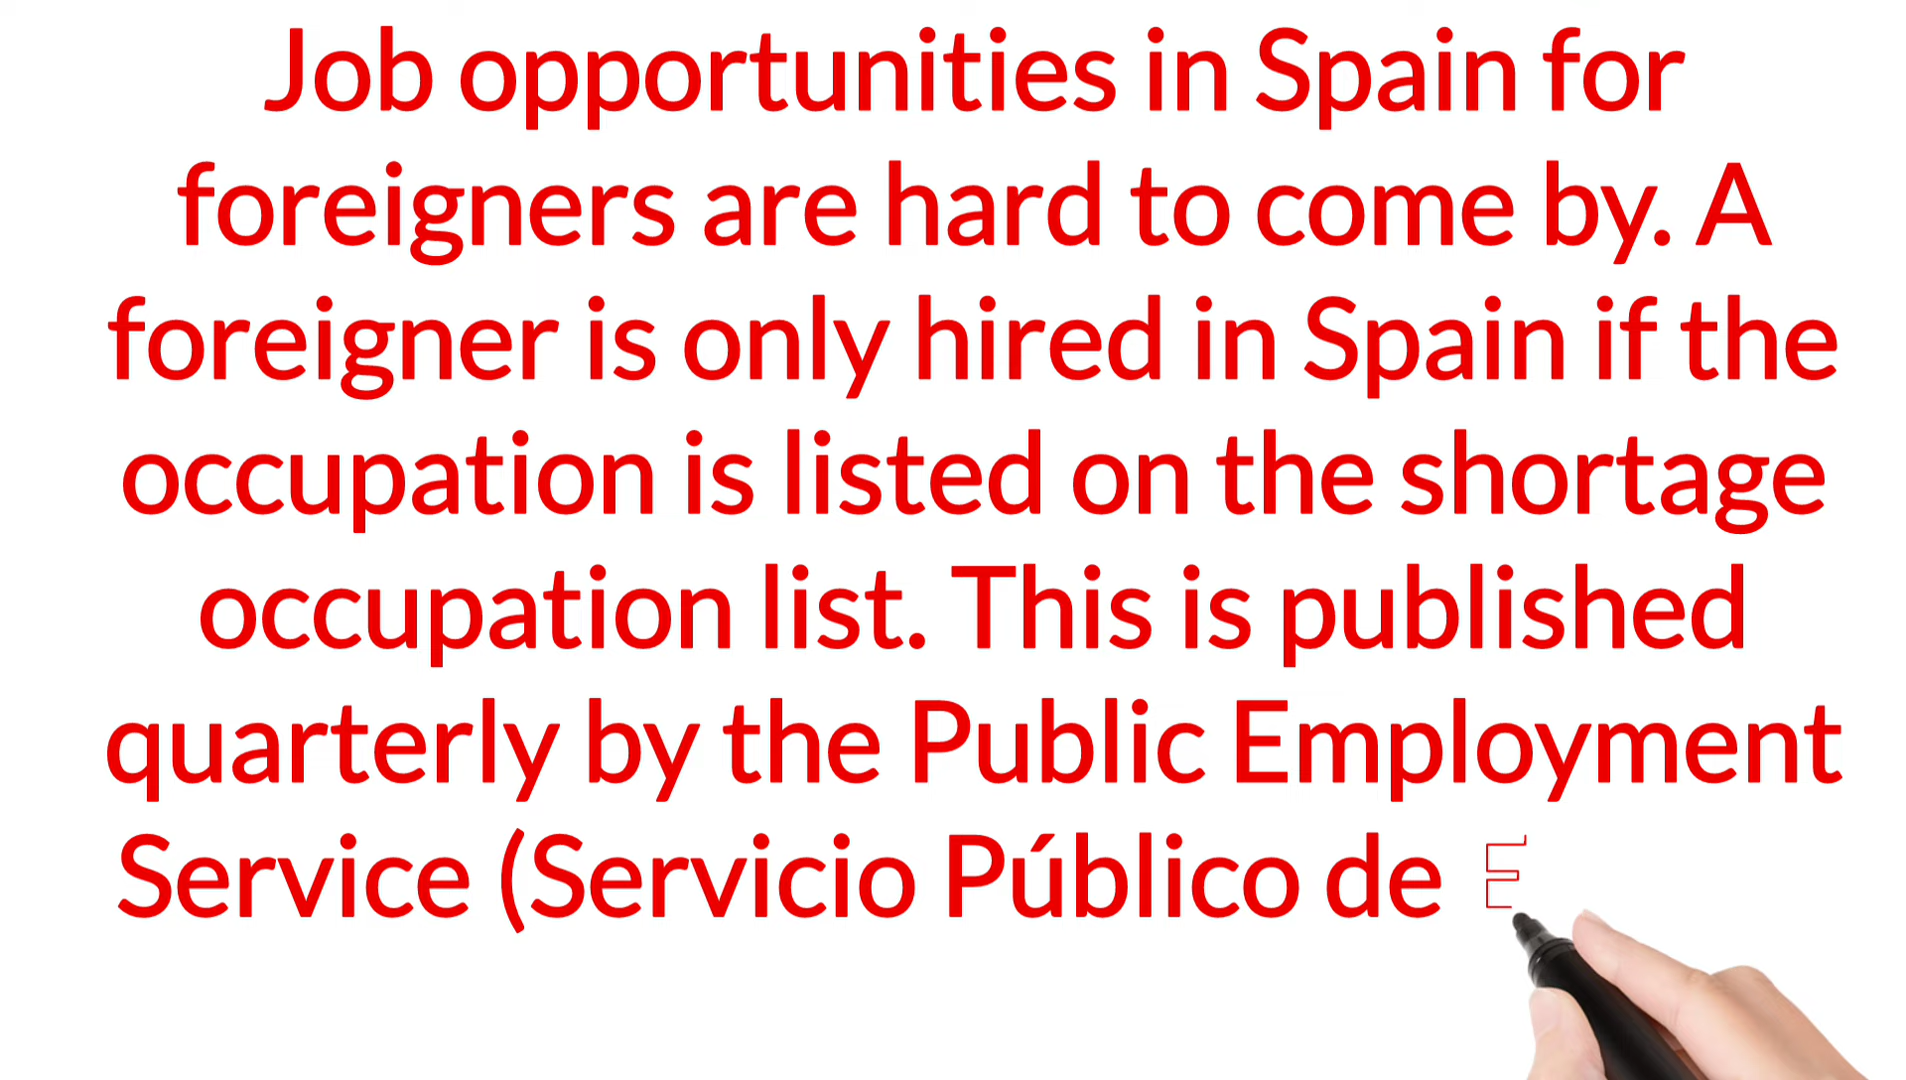 Job opportunities in Spain for
foreigners are hard to come by. A
foreigner is only hired in Spain if the
occupation is listed on the shortage
occupation list. This is published
quarterly by the Public Employment
Service (Servicio Público de E